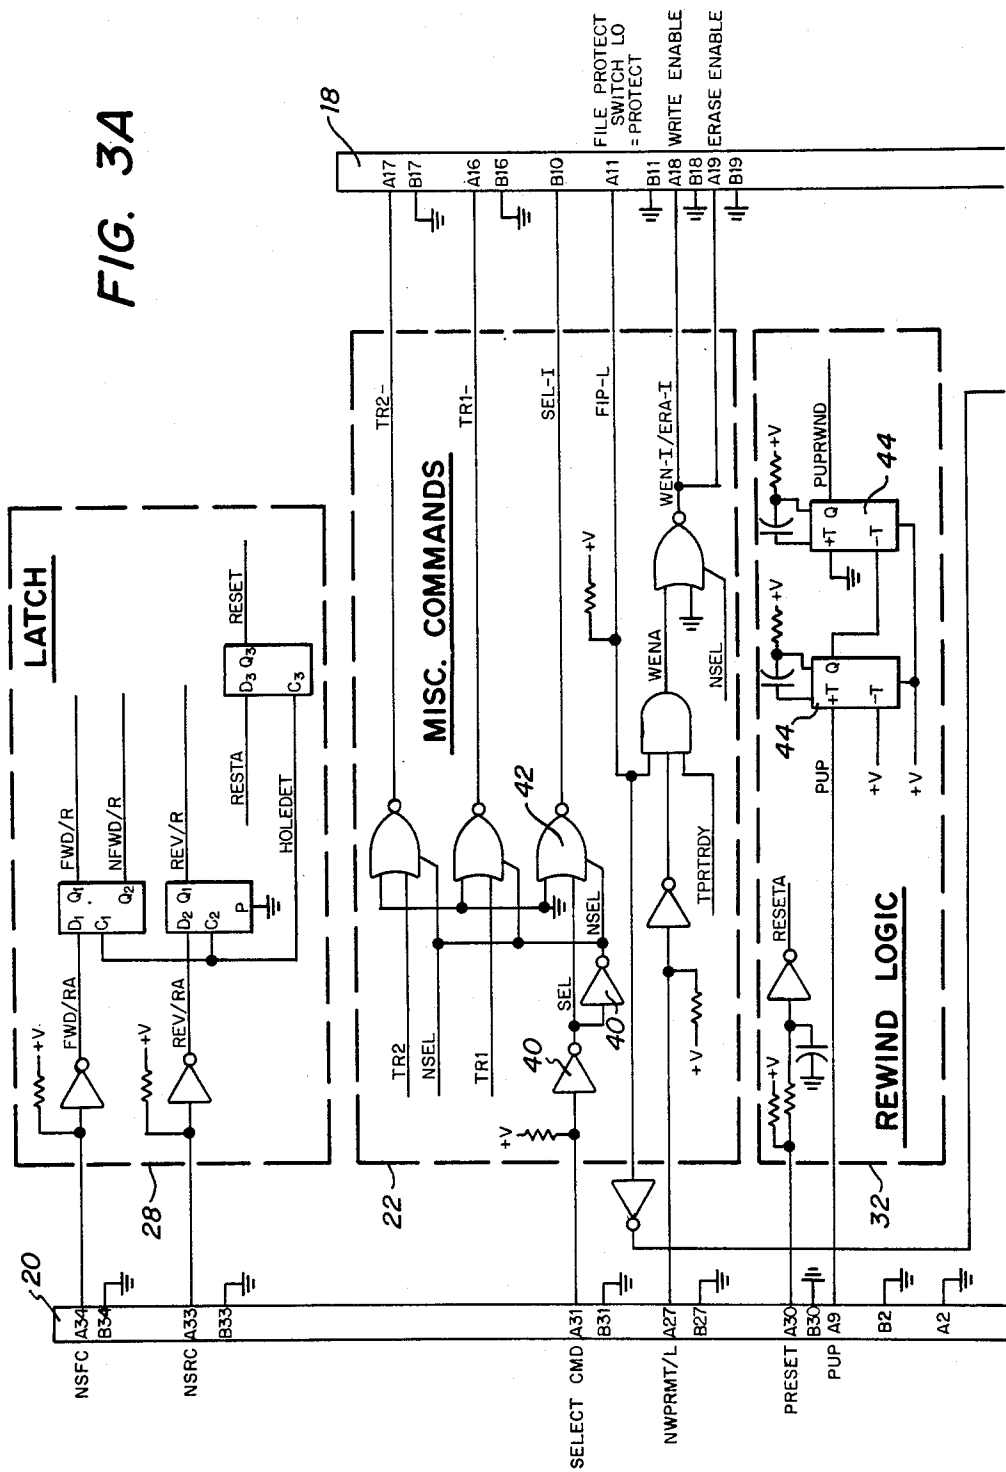 FIG. 3A
18
A17
B17
A16
B16
B10
A11
B11
A18
B18
A19
B19
FILE PROTECT
SWITCH LO
= PROTECT
WRITE ENABLE
ERASE ENABLE
LATCH
+V
FWD/RA
D1 Q1
C1
Q2
FWD/R
NFWD/R
+V
REV/RA
D2 Q1
C2
P
REV/R
RESTA
D3 Q3
C3
RESET
HOLEDET
28
MISC. COMMANDS
TR2
NSEL
TR1
TR2-
TR1-
SEL-I
FIP-L
WEN-I/ERA-I
+V
40
SEL
40
NSEL
42
+V
WENA
NSEL
TPRTRDY
+V
22
REWIND LOGIC
+V
RESETA
PUP
44
+T Q
-T
+V
+V
+V
+T Q
-T
+V
44
PUPRWND
32
20
NSFC A34
B34
NSRC A33
B33
SELECT CMD A31
B31
NWPRMT/L A27
B27
PRESET A30
B30
PUP A9
B2
A2